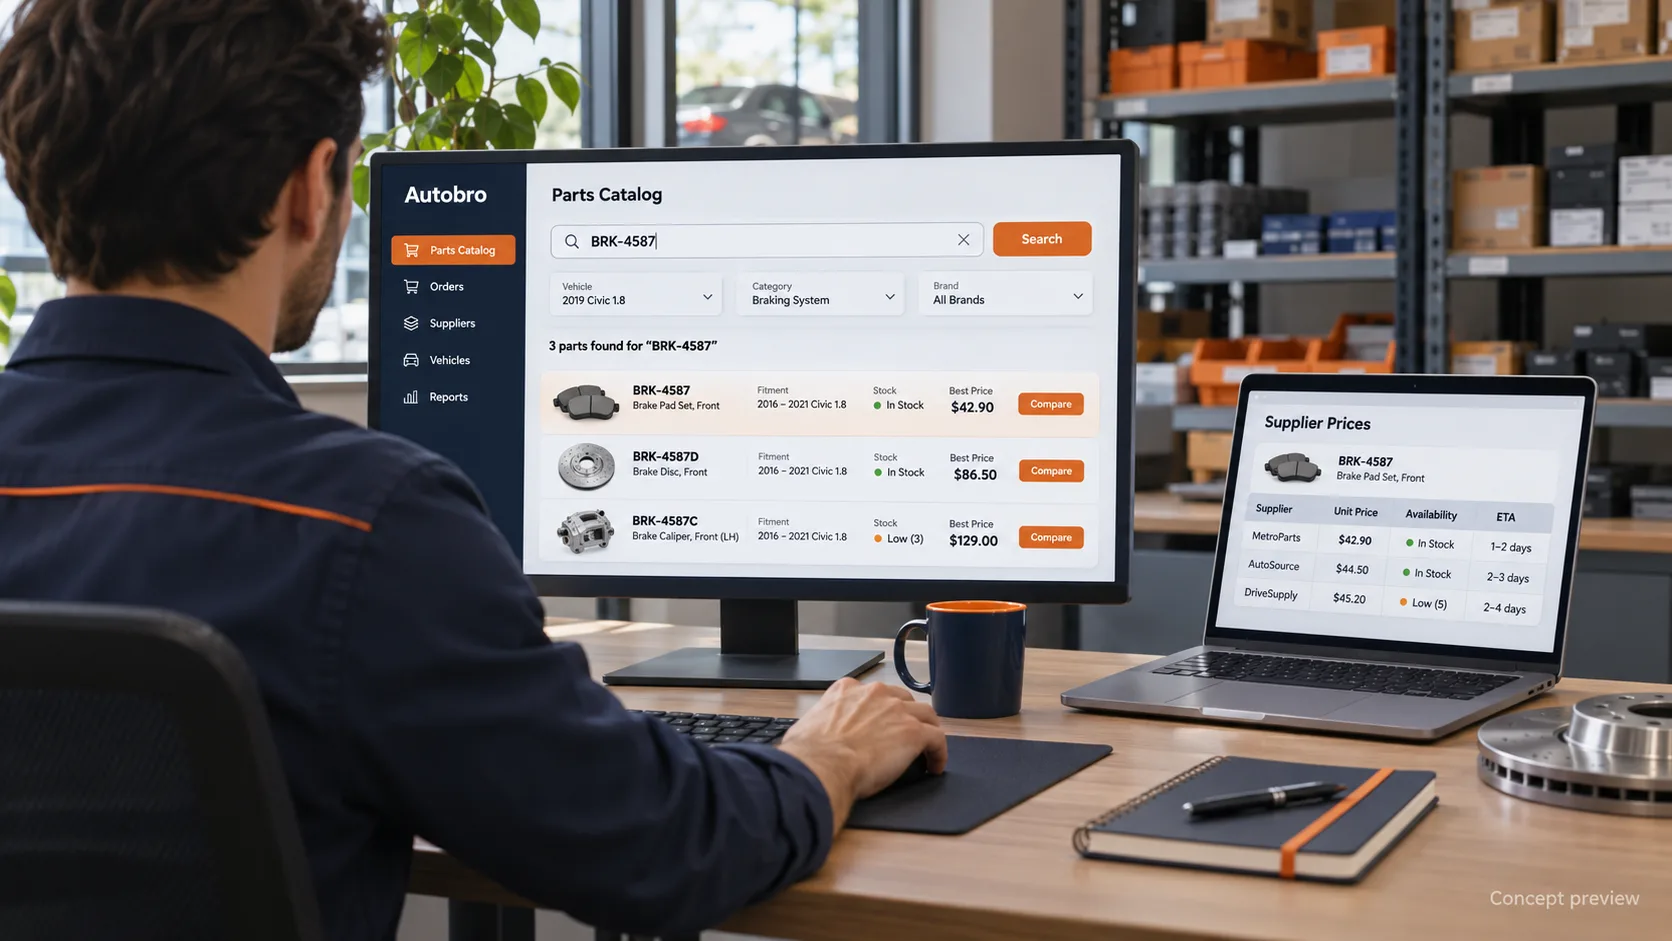 Autobro
Parts Catalog
Orders
Suppliers
Vehicles
Reports
Parts Catalog
BRK-4587
Search
Vehicle
2019 Civic 1.8
Category
Braking System
Brand
All Brands
3 parts found for “BRK-4587”
BRK-4587
Brake Pad Set, Front
Fitment
2016 – 2021 Civic 1.8
Stock
In Stock
Best Price
$42.90
Compare
BRK-4587D
Brake Disc, Front
Fitment
2016 – 2021 Civic 1.8
Stock
In Stock
Best Price
$86.50
Compare
BRK-4587C
Brake Caliper, Front (LH)
Fitment
2016 – 2021 Civic 1.8
Stock
Low (3)
Best Price
$129.00
Compare
Supplier Prices
BRK-4587
Brake Pad Set, Front
Supplier Unit Price Availability ETA
MetroParts $42.90 In Stock 1–2 days
AutoSource $44.50 In Stock 2–3 days
DriveSupply $45.20 Low (5) 2–4 days
Concept preview